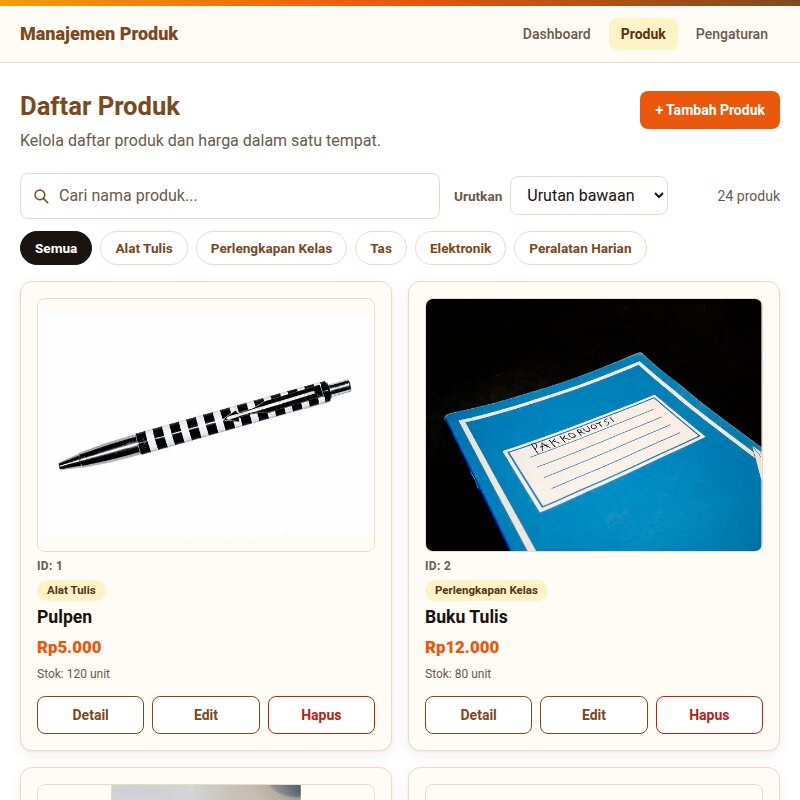 Manajemen Produk
Dashboard
Produk
Pengaturan
Daftar Produk
+ Tambah Produk
Kelola daftar produk dan harga dalam satu tempat.
Cari nama produk...
Urutkan
Urutan bawaan
24 produk
Semua
Alat Tulis
Perlengkapan Kelas
Tas
Elektronik
Peralatan Harian
ID: 1
Alat Tulis
Pulpen
Rp5.000
Stok: 120 unit
Detail
Edit
Hapus
PAKKORUOTSI
ID: 2
Perlengkapan Kelas
Buku Tulis
Rp12.000
Stok: 80 unit
Detail
Edit
Hapus